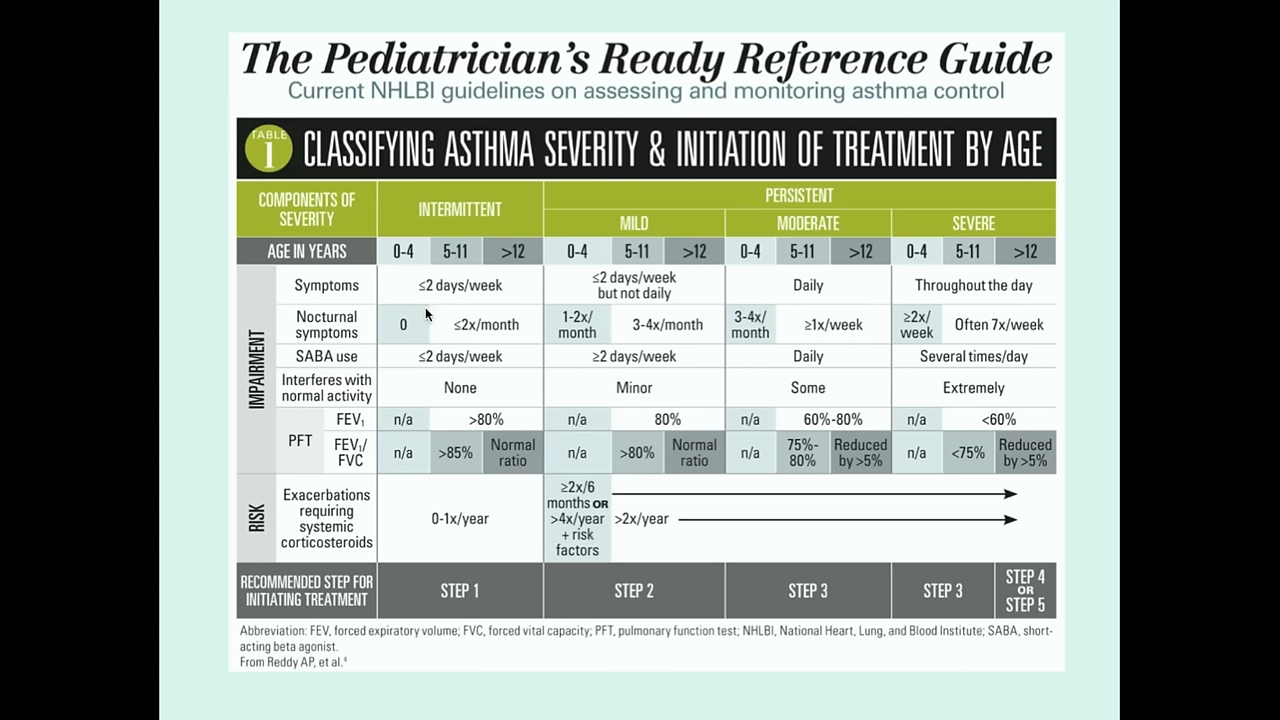 The Pediatrician's Ready Reference Guide
Current NHLBI guidelines on assessing and monitoring asthma control
TABLE 1
CLASSIFYING ASTHMA SEVERITY & INITIATION OF TREATMENT BY AGE
COMPONENTS OF SEVERITY
INTERMITTENT
PERSISTENT
MILD
MODERATE
SEVERE
AGE IN YEARS
0-4 5-11 >12 0-4 5-11 >12 0-4 5-11 >12 0-4 5-11 >12
IMPAIRMENT
Symptoms
≤2 days/week
≤2 days/week
but not daily
Daily
Throughout the day
Nocturnal
symptoms
0
≤2x/month
1-2x/
month
3-4x/month
3-4x/
month
≥1x/week
≥2x/
week
Often 7x/week
SABA use
≤2 days/week
≥2 days/week
Daily
Several times/day
Interferes with
normal activity
None
Minor
Some
Extremely
PFT
FEV₁
n/a
>80%
n/a
80%
n/a
60%-80%
n/a
<60%
FEV₁/
FVC
n/a
>85%
Normal
ratio
n/a
>80%
Normal
ratio
n/a
75%-
80%
Reduced
by >5%
n/a
<75%
Reduced
by >5%
RISK
Exacerbations
requiring
systemic
corticosteroids
0-1x/year
≥2x/6
months OR
>4x/year
+ risk
factors
>2x/year
RECOMMENDED STEP FOR
INITIATING TREATMENT
STEP 1
STEP 2
STEP 3
STEP 3
STEP 4
OR
STEP 5
Abbreviation: FEV, forced expiratory volume; FVC, forced vital capacity; PFT, pulmonary function test; NHLBI, National Heart, Lung, and Blood Institute; SABA, short-
acting beta agonist.
From Reddy AP, et al.⁴